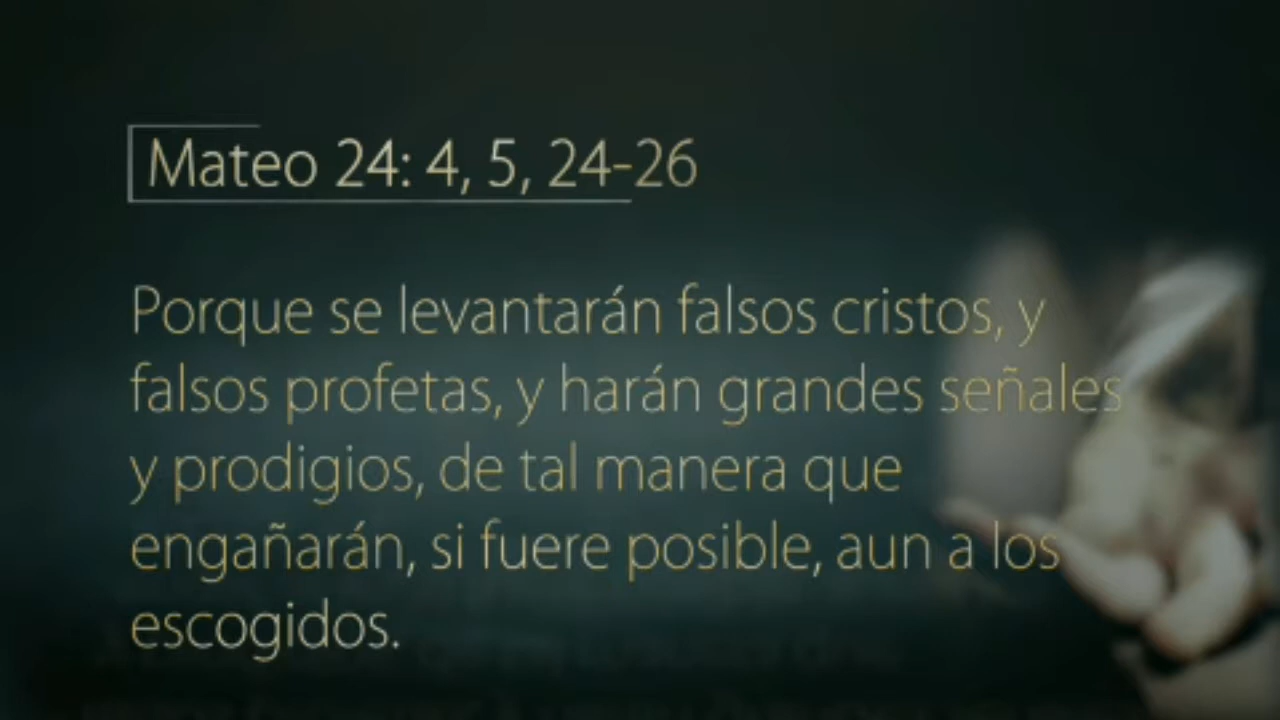 Mateo 24: 4, 5, 24-26
Porque se levantarán falsos cristos, y
falsos profetas, y harán grandes señales
y prodigios, de tal manera que
engañarán, si fuere posible, aun a los
escogidos.